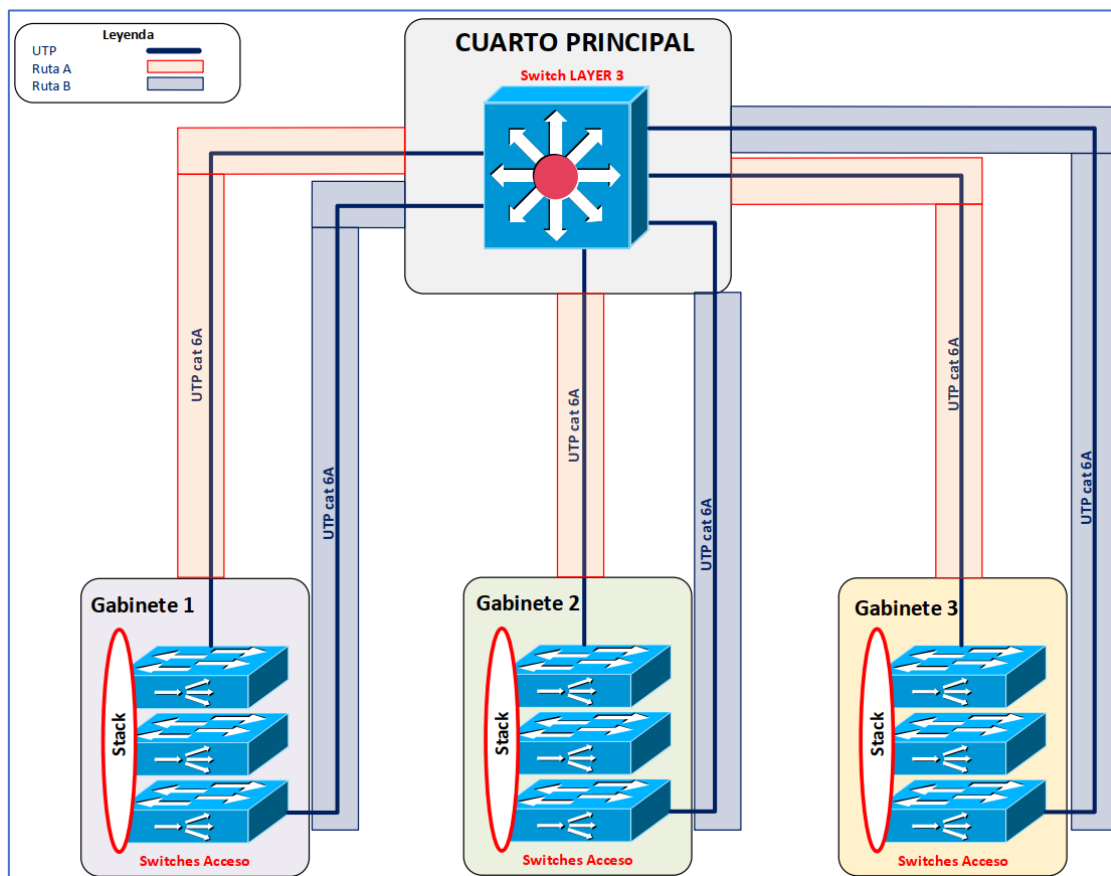 Leyenda
UTP
Ruta A
Ruta B
CUARTO PRINCIPAL
Switch LAYER 3
UTP cat 6A
UTP cat 6A
UTP cat 6A
UTP cat 6A
UTP cat 6A
UTP cat 6A
Gabinete 1
Stack
Switches Acceso
Gabinete 2
Stack
Switches Acceso
Gabinete 3
Stack
Switches Acceso